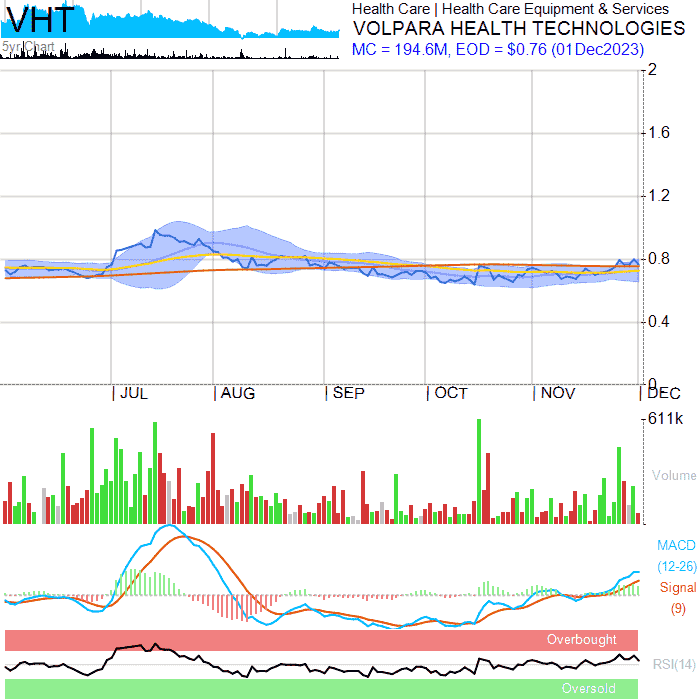 VHT
5yr Chart
Health Care | Health Care Equipment & Services
VOLPARA HEALTH TECHNOLOGIES
MC = 194.6M, EOD = $0.76 (01Dec2023)
2
1.6
1.2
0.8
0.4
0
JUL
AUG
SEP
OCT
NOV
DEC
611k
Volume
MACD
(12-26)
Signal
(9)
Overbought
RSI(14)
Oversold